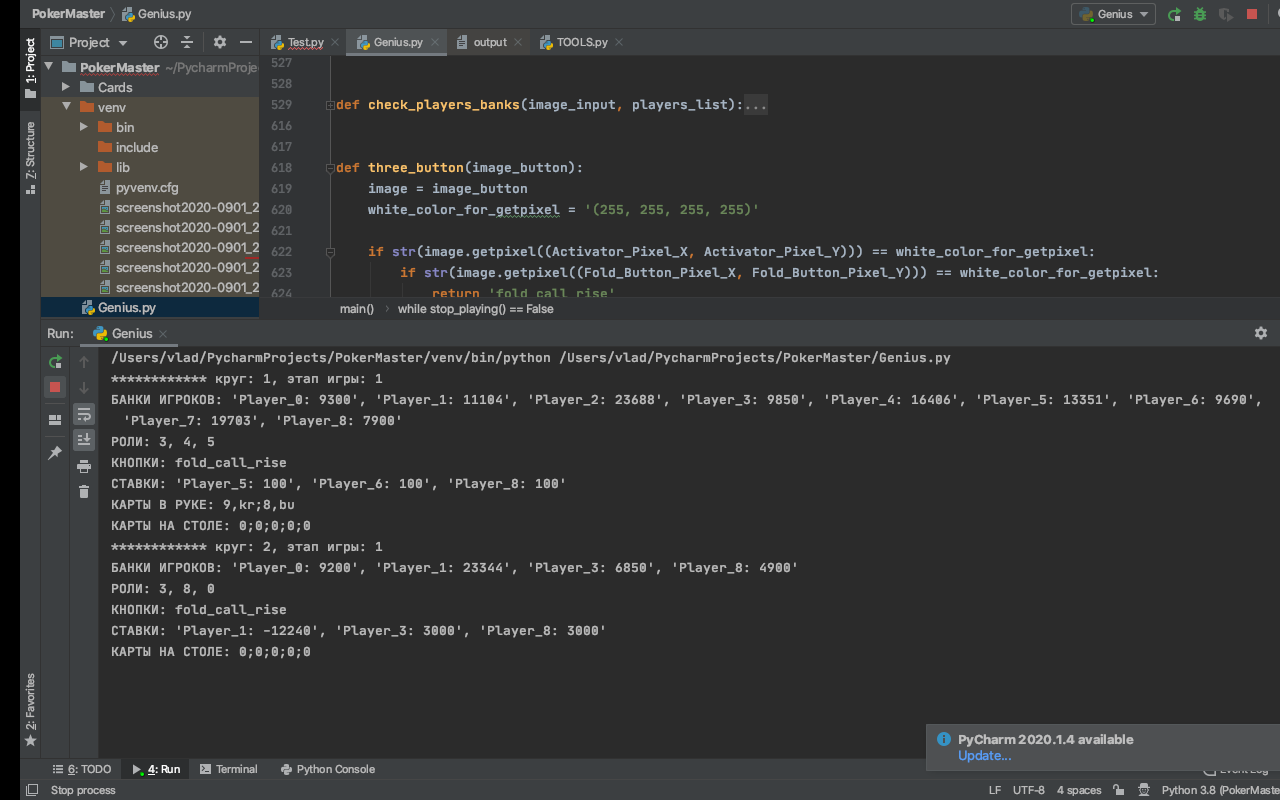 PokerMaster
Genius.py
Genius
1: Project
7: Structure
2: Favorites
Project
Test.py
Genius.py
output
TOOLS.py
PokerMaster ~/PycharmProje
Cards
venv
bin
include
lib
pyvenv.cfg
screenshot2020-0901_2
screenshot2020-0901_2
screenshot2020-0901_2
screenshot2020-0901_2
screenshot2020-0901_2
Genius.py
527
528
529 def check_players_banks(image_input, players_list):...
616
617
618 def three_button(image_button):
619 image = image_button
620 white_color_for_getpixel = '(255, 255, 255, 255)'
621
622 if str(image.getpixel((Activator_Pixel_X, Activator_Pixel_Y))) == white_color_for_getpixel:
623 if str(image.getpixel((Fold_Button_Pixel_X, Fold_Button_Pixel_Y))) == white_color_for_getpixel:
624 return 'fold_call_rise'
main() › while stop_playing() == False
Run: Genius
/Users/vlad/PycharmProjects/PokerMaster/venv/bin/python /Users/vlad/PycharmProjects/PokerMaster/Genius.py
************ круг: 1, этап игры: 1
БАНКИ ИГРОКОВ: 'Player_0: 9300', 'Player_1: 11104', 'Player_2: 23688', 'Player_3: 9850', 'Player_4: 16406', 'Player_5: 13351', 'Player_6: 9690',
'Player_7: 19703', 'Player_8: 7900'
РОЛИ: 3, 4, 5
КНОПКИ: fold_call_rise
СТАВКИ: 'Player_5: 100', 'Player_6: 100', 'Player_8: 100'
КАРТЫ В РУКЕ: 9,kr;8,bu
КАРТЫ НА СТОЛЕ: 0;0;0;0;0
************ круг: 2, этап игры: 1
БАНКИ ИГРОКОВ: 'Player_0: 9200', 'Player_1: 23344', 'Player_3: 6850', 'Player_8: 4900'
РОЛИ: 3, 8, 0
КНОПКИ: fold_call_rise
СТАВКИ: 'Player_1: -12240', 'Player_3: 3000', 'Player_8: 3000'
КАРТЫ НА СТОЛЕ: 0;0;0;0;0
PyCharm 2020.1.4 available
Update...
6: TODO
4: Run
Terminal
Python Console
Event Log
Stop process
LF UTF-8 4 spaces Python 3.8 (PokerMaste